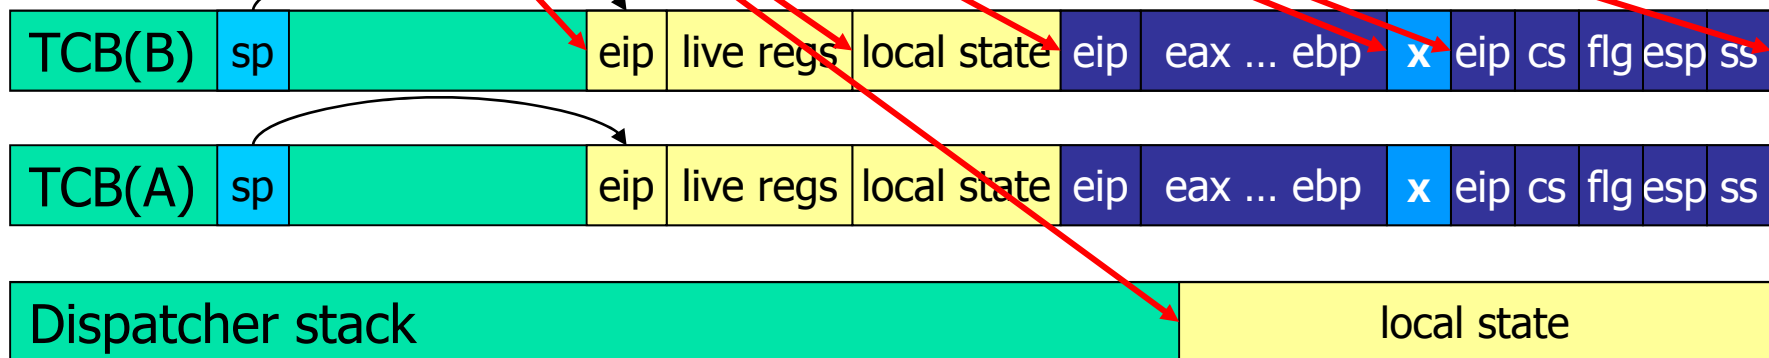 TCB(B) sp eip live regs local state eip eax ... ebp x eip cs flg esp ss
TCB(A) sp eip live regs local state eip eax ... ebp x eip cs flg esp ss
Dispatcher stack local state